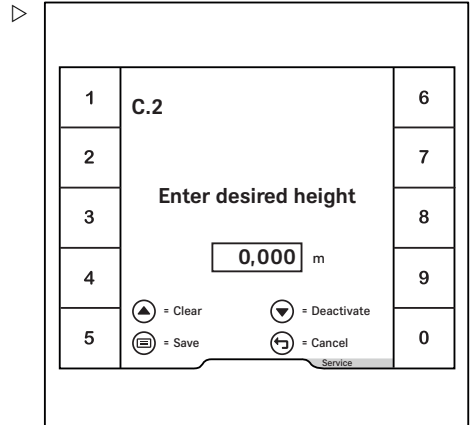 1
C.2
6
2
7
Enter desired height
3
8
0,000 m
4
9
= Clear
= Deactivate
5
= Save
= Cancel
0
Service